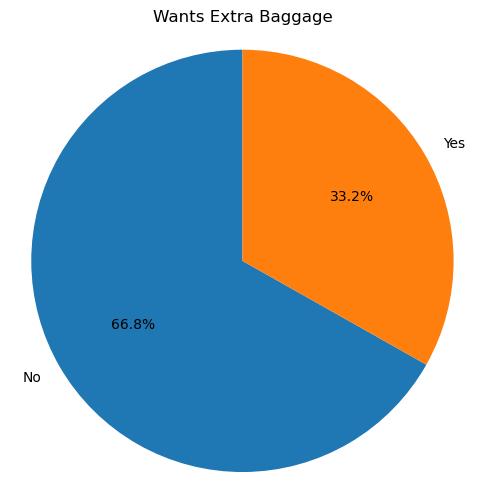 Wants Extra Baggage
Yes
33.2%
66.8%
No